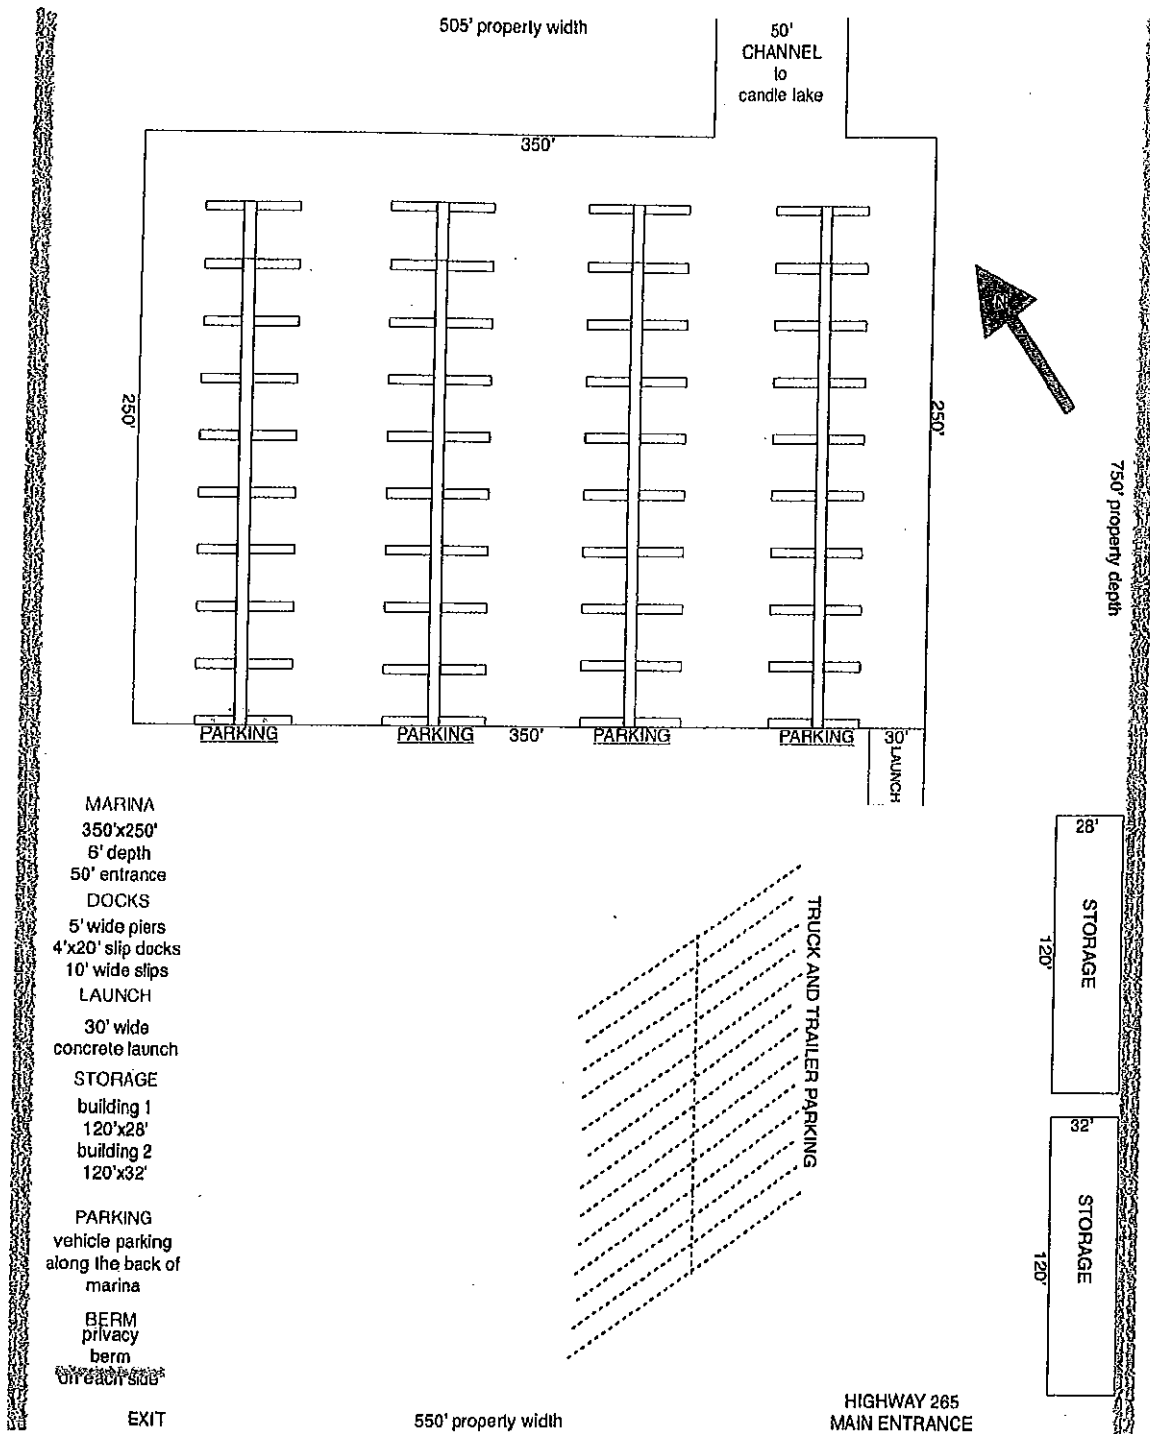 505' property width
50'
CHANNEL
to
candle lake
350'
N
250'
250'
750' property depth
PARKING
PARKING
350'
PARKING
PARKING
30'
LAUNCH
MARINA
350'x250'
6' depth
50' entrance
DOCKS
5' wide piers
4'x20' slip docks
10' wide slips
LAUNCH
30' wide
concrete launch
STORAGE
building 1
120'x28'
building 2
120'x32'
PARKING
vehicle parking
along the back of
marina
BERM
privacy
berm
on each side
EXIT
TRUCK AND TRAILER PARKING
28'
STORAGE
120'
32'
STORAGE
120'
550' property width
HIGHWAY 265
MAIN ENTRANCE